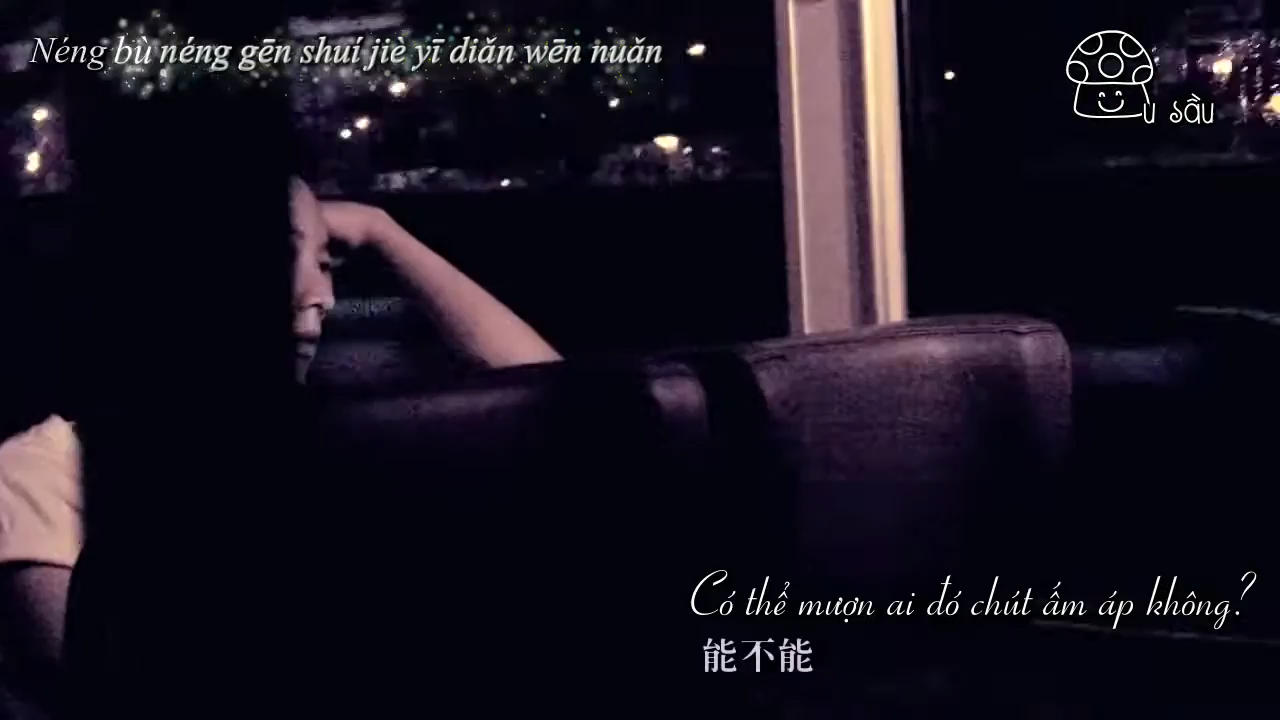 Néng bù néng gēn shuí jiè yī diǎn wēn nuǎn
ù sầu
Có thể mượn ai đó chút ấm áp không?
能不能